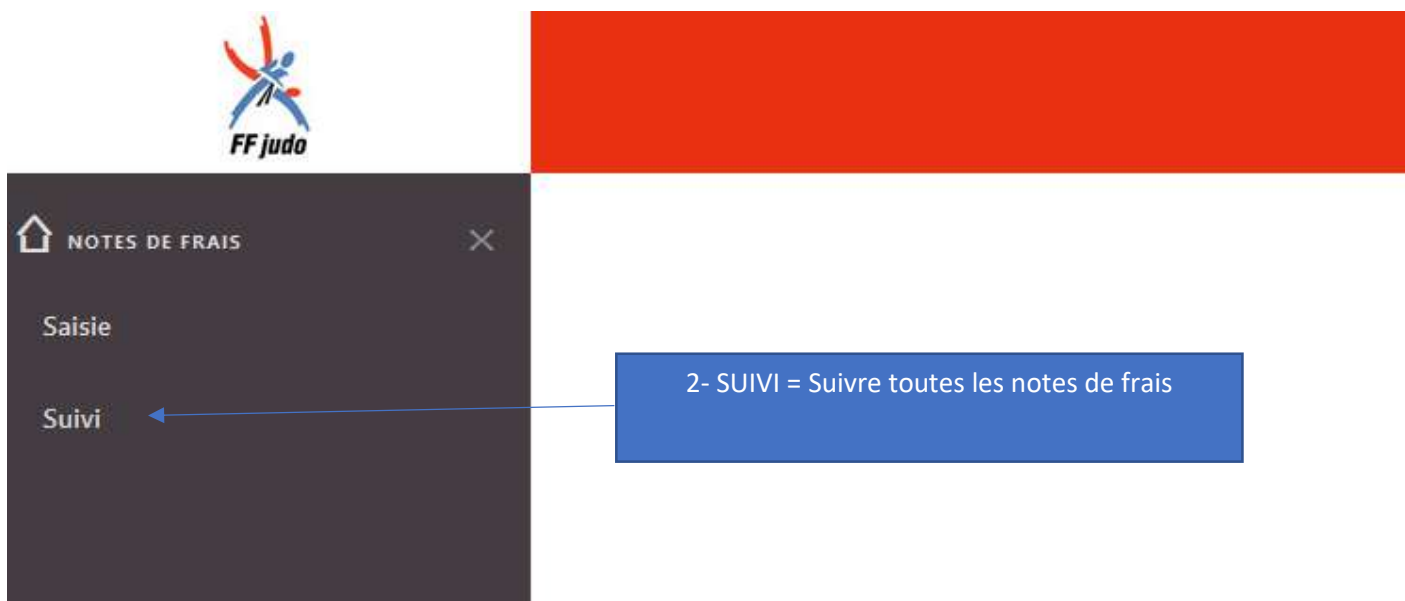 FF judo
NOTES DE FRAIS
Saisie
Suivi
2- SUIVI = Suivre toutes les notes de frais